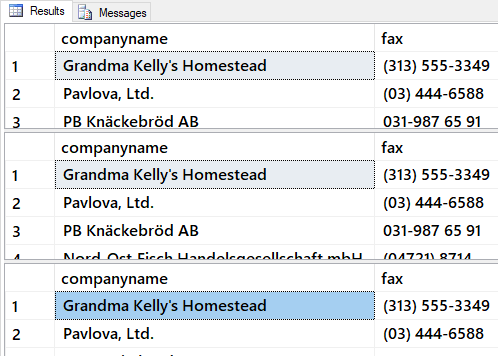 Results Messages
companyname fax
1 Grandma Kelly's Homestead (313) 555-3349
2 Pavlova, Ltd. (03) 444-6588
3 PB Knäckebröd AB 031-987 65 91
companyname fax
1 Grandma Kelly's Homestead (313) 555-3349
2 Pavlova, Ltd. (03) 444-6588
3 PB Knäckebröd AB 031-987 65 91
4 Nord-Ost-Fisch Handelsgesellschaft mbH (04721) 8714
companyname fax
1 Grandma Kelly's Homestead (313) 555-3349
2 Pavlova, Ltd. (03) 444-6588